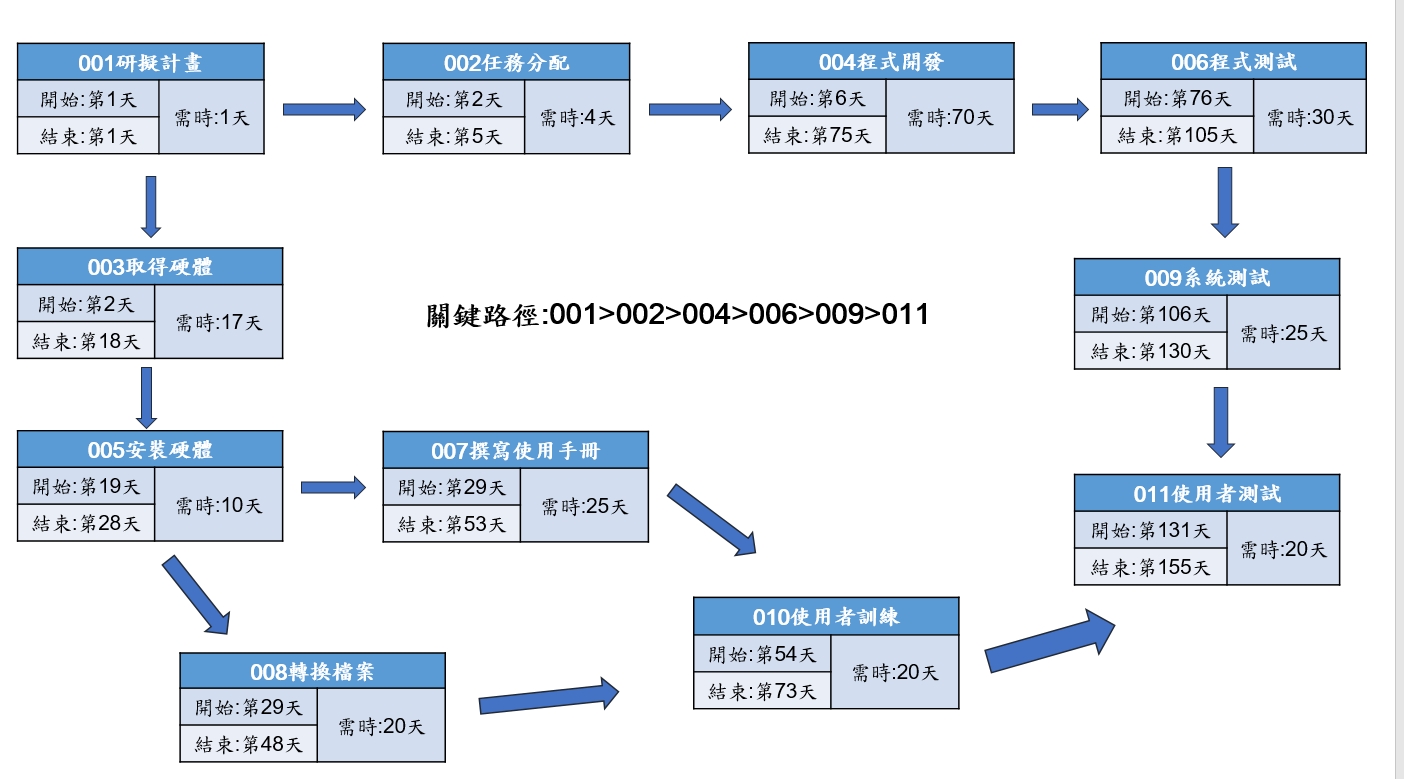 001研擬計畫
開始:第1天
需時:1天
結束:第1天
002任務分配
開始:第2天
需時:4天
結束:第5天
004程式開發
開始:第6天
需時:70天
結束:第75天
006程式測試
開始:第76天
需時:30天
結束:第105天
003取得硬體
開始:第2天
需時:17天
結束:第18天
關鍵路徑:001>002>004>006>009>011
009系統測試
開始:第106天
需時:25天
結束:第130天
005安裝硬體
開始:第19天
需時:10天
結束:第28天
007撰寫使用手冊
開始:第29天
需時:25天
結束:第53天
011使用者測試
開始:第131天
需時:20天
結束:第155天
010使用者訓練
開始:第54天
需時:20天
結束:第73天
008轉換檔案
開始:第29天
需時:20天
結束:第48天